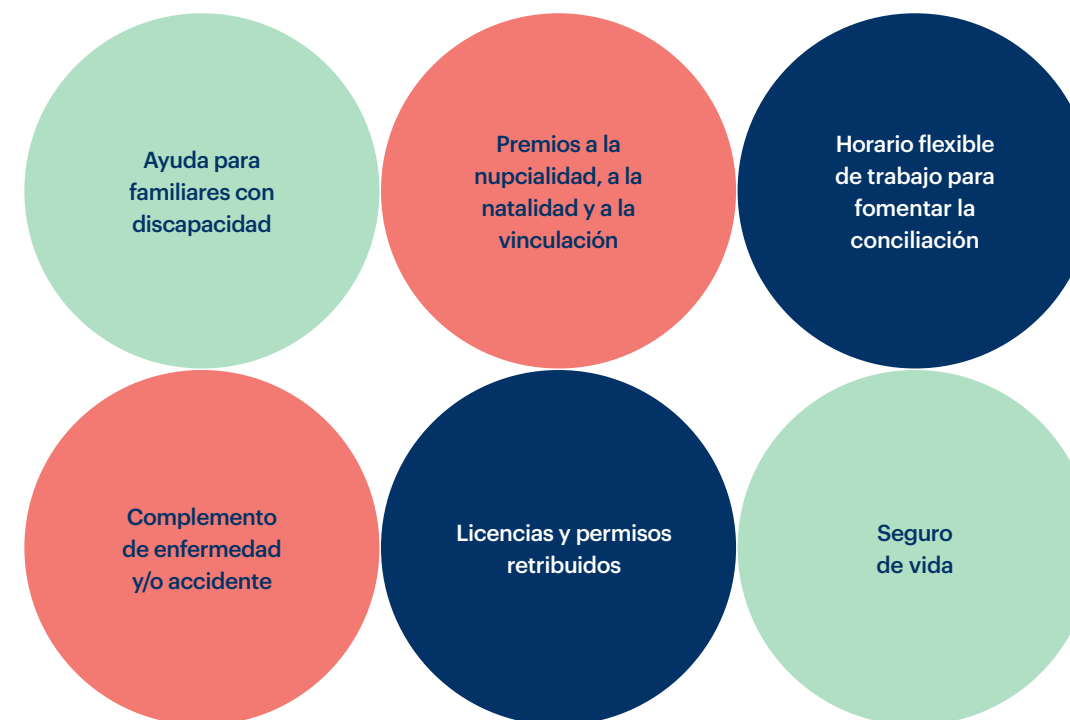 Ayuda para
familiares con
discapacidad
Premios a la
nupcialidad, a la
natalidad y a la
vinculación
Horario flexible
de trabajo para
fomentar la
conciliación
Complemento
de enfermedad
y/o accidente
Licencias y permisos
retribuidos
Seguro
de vida